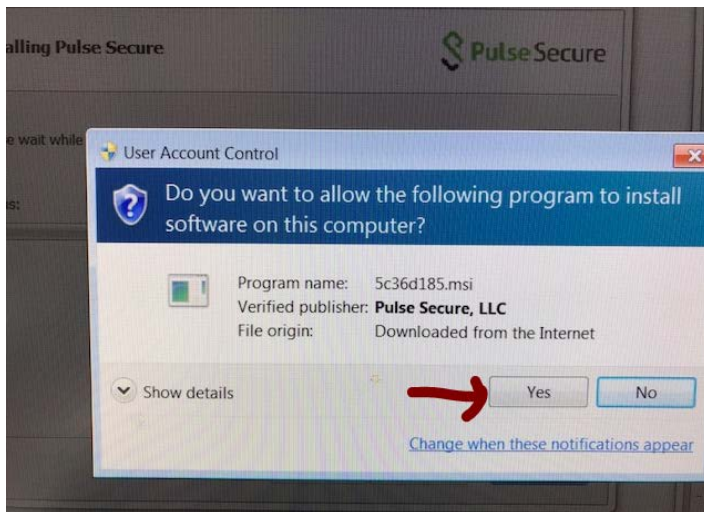 alling Pulse Secure
Pulse Secure
e wait while
User Account Control
Do you want to allow the following program to install
software on this computer?
Program name: 5c36d185.msi
Verified publisher: Pulse Secure, LLC
File origin: Downloaded from the Internet
Show details
Yes
No
Change when these notifications appear